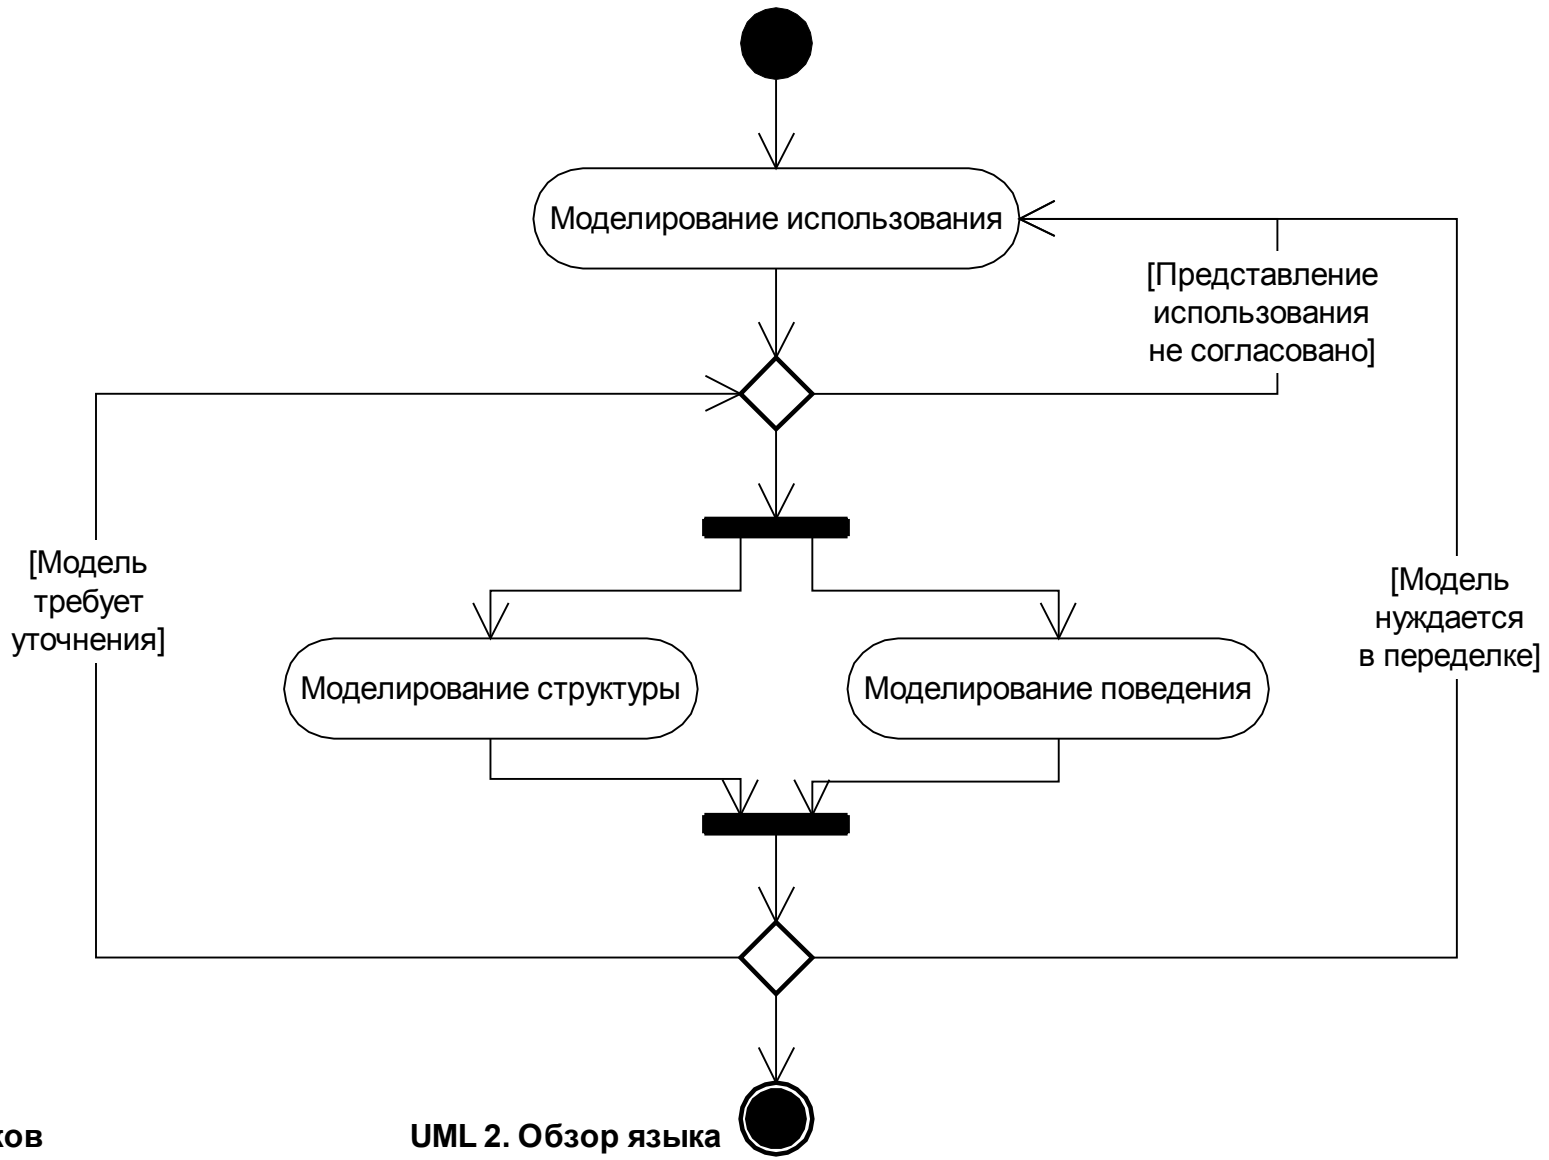 Моделирование использования
[Представление
использования
не согласовано]
[Модель
требует
уточнения]
[Модель
нуждается
в переделке]
Моделирование структуры
Моделирование поведения
UML 2. Обзор языка